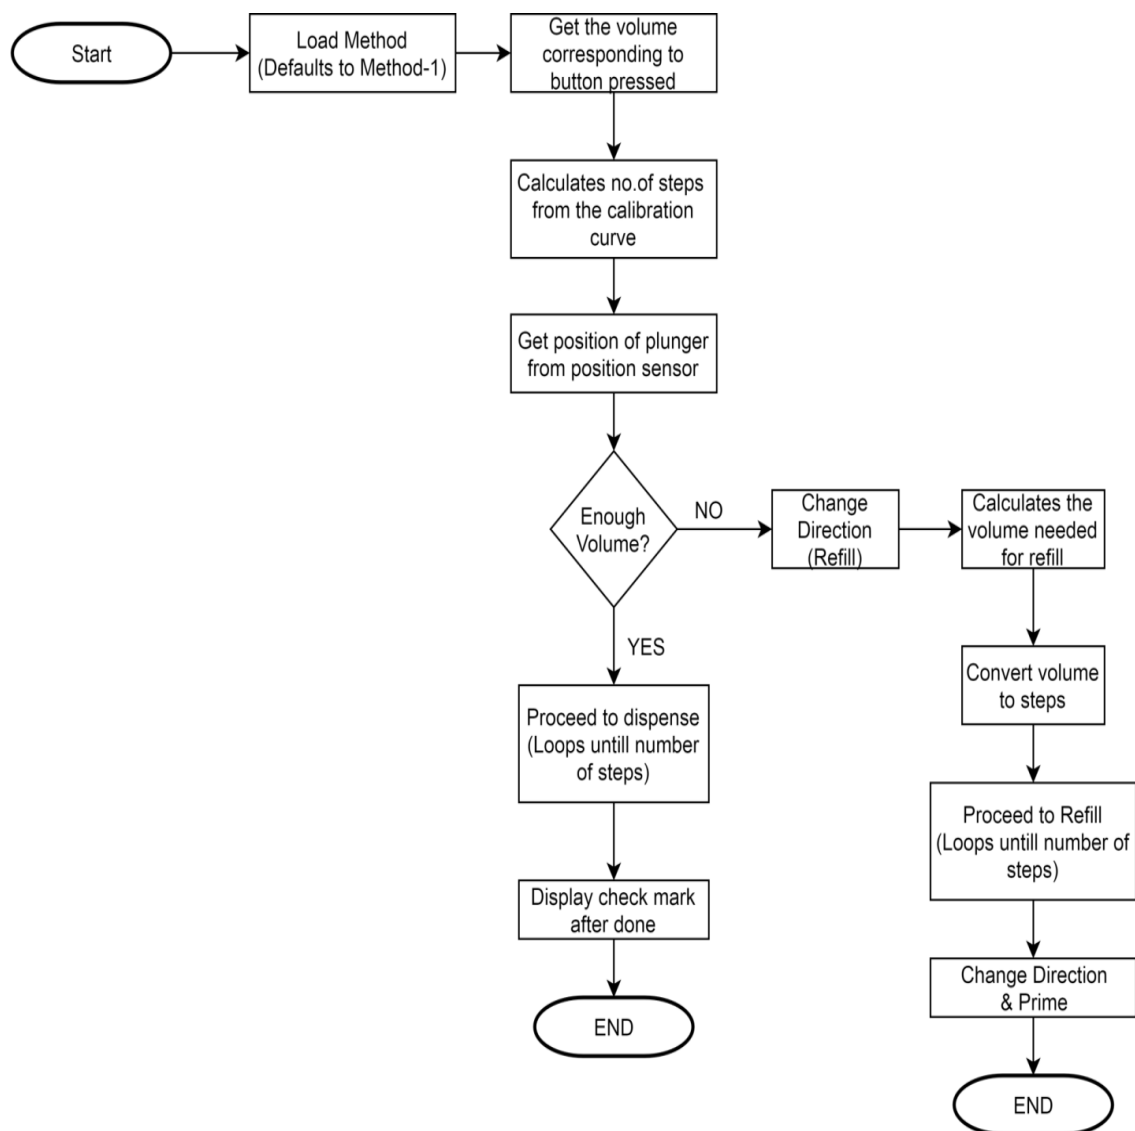 Start
Load Method
(Defaults to Method-1)
Get the volume
corresponding to
button pressed
Calculates no.of steps
from the calibration
curve
Get position of plunger
from position sensor
Enough
Volume?
NO
Change
Direction
(Refill)
Calculates the
volume needed
for refill
YES
Convert volume
to steps
Proceed to dispense
(Loops untill number
of steps)
Proceed to Refill
(Loops untill number of
steps)
Display check mark
after done
Change Direction
& Prime
END
END